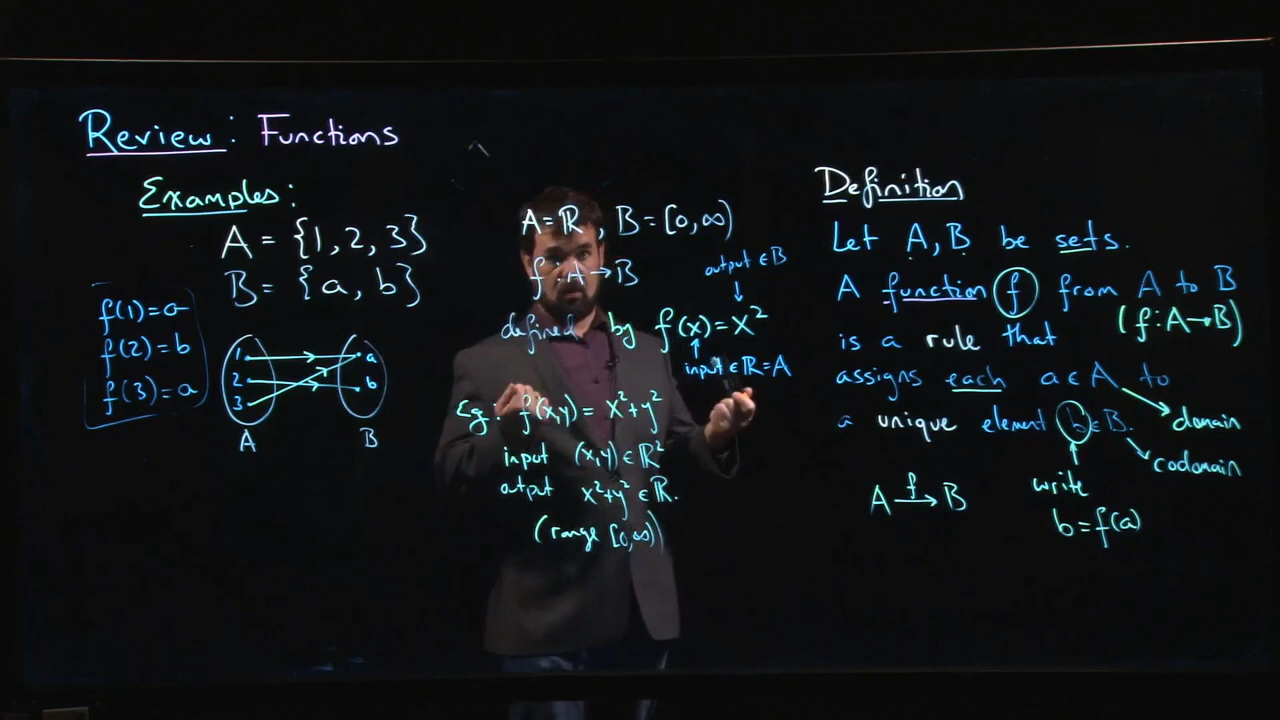 Review: Functions
Examples:
A = {1, 2, 3}
B = {a, b}
f(1)=a
f(2)=b
f(3)=a
1 a
2 b
3
A B
A=ℝ, B=[0,∞)
f: A→B
output ∈B
↓
defined by f(x)=x²
↑
input ∈ℝ=A
Eg: f(x,y)= x²+y²
input (x,y)∈ℝ²
output x²+y²∈ℝ.
(range [0,∞))
Definition
Let A,B be sets.
A function f from A to B
(f:A→B)
is a rule that
assigns each a∈A to
a unique element b∈B.
domain
codomain
write
b=f(a)
A f→ B